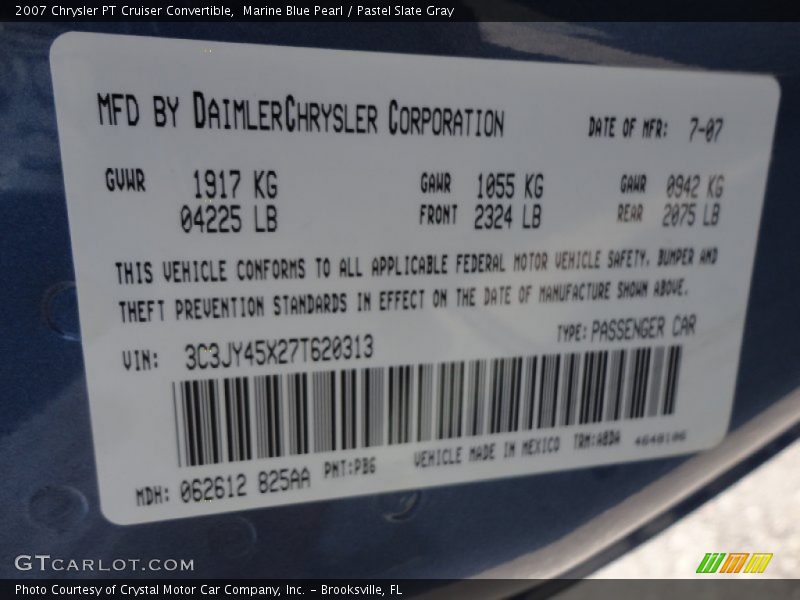 2007 Chrysler PT Cruiser Convertible,  Marine Blue Pearl / Pastel Slate Gray
MFD BY DAIMLERCHRYSLER CORPORATION DATE OF MFR: 7-07
GVWR 1917 KG GAWR 1055 KG GAWR 0942 KG
04225 LB FRONT 2324 LB REAR 2075 LB
THIS VEHICLE CONFORMS TO ALL APPLICABLE FEDERAL MOTOR VEHICLE SAFETY, BUMPER AND
THEFT PREVENTION STANDARDS IN EFFECT ON THE DATE OF MANUFACTURE SHOWN ABOVE.
VIN: 3C3JY45X27T620313 TYPE: PASSENGER CAR
MDH: 062612 825AA PNT:PBG VEHICLE MADE IN MEXICO TRM:A8DA
GTCARLOT.COM
Photo Courtesy of Crystal Motor Car Company, Inc. – Brooksville, FL